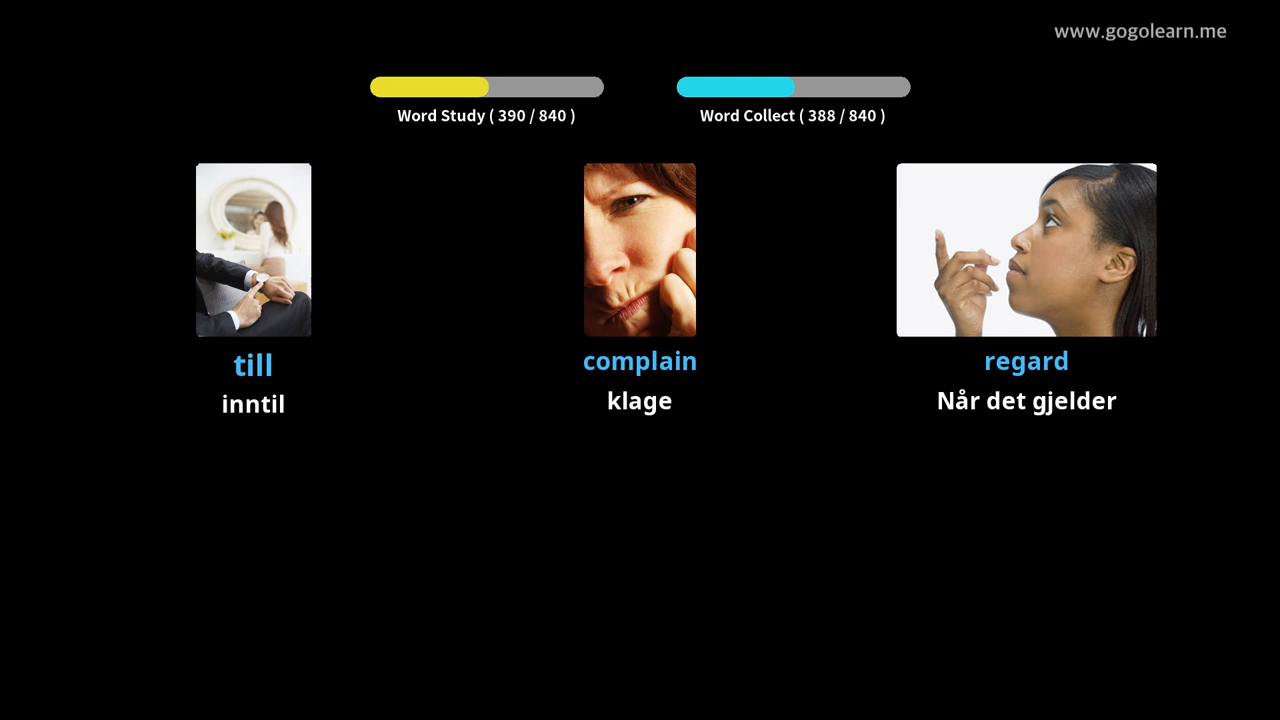 www.gogolearn.me
Word Study ( 390 / 840 )
Word Collect ( 388 / 840 )
till
inntil
complain
klage
regard
Når det gjelder